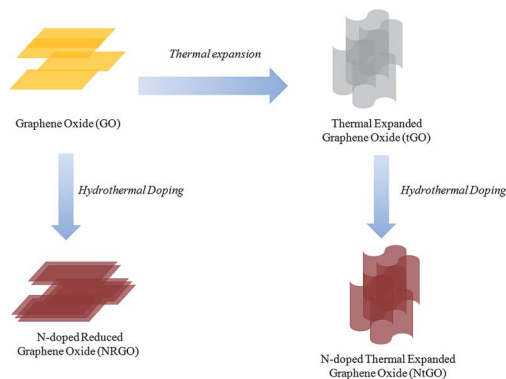 Thermal expansion
Graphene Oxide (GO)
Thermal Expanded
Graphene Oxide (tGO)
Hydrothermal Doping
Hydrothermal Doping
N-doped Reduced
Graphene Oxide (NRGO)
N-doped Thermal Expanded
Graphene Oxide (NtGO)